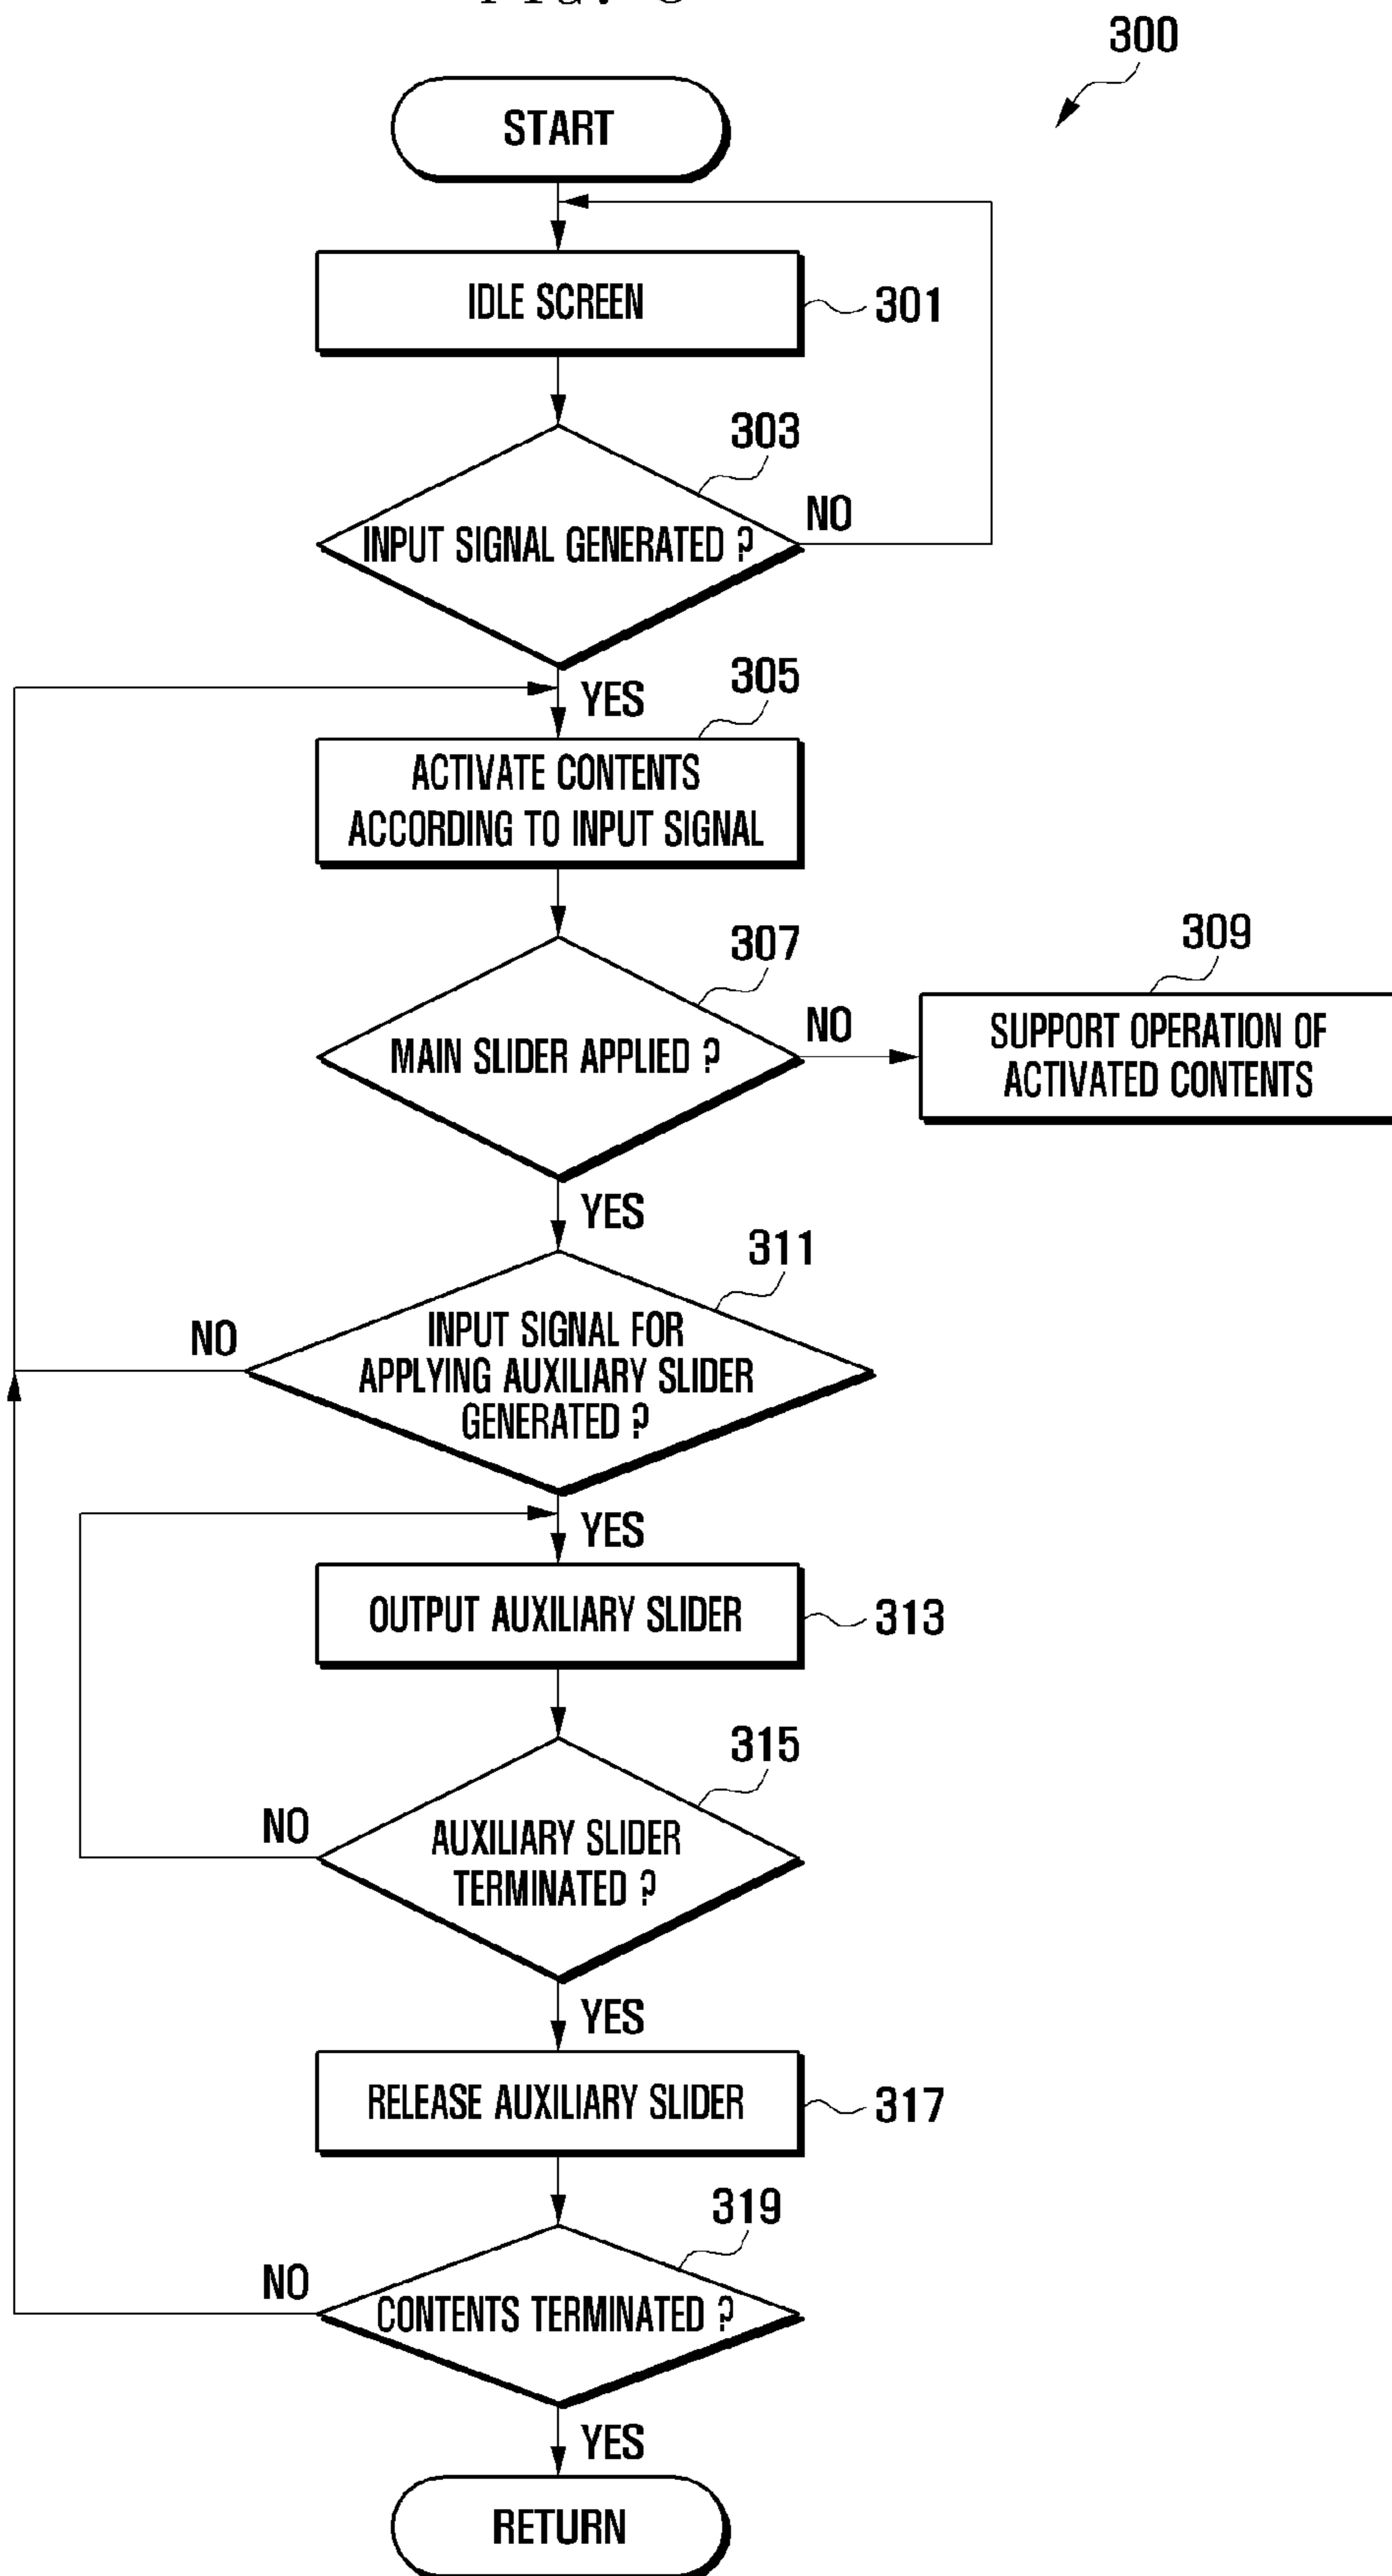 300
START
IDLE SCREEN
301
303
INPUT SIGNAL GENERATED ?
NO
YES
305
ACTIVATE CONTENTS
ACCORDING TO INPUT SIGNAL
307
MAIN SLIDER APPLIED ?
NO
309
SUPPORT OPERATION OF
ACTIVATED CONTENTS
YES
311
NO
INPUT SIGNAL FOR
APPLYING AUXILIARY SLIDER
GENERATED ?
YES
OUTPUT AUXILIARY SLIDER
313
315
NO
AUXILIARY SLIDER
TERMINATED ?
YES
RELEASE AUXILIARY SLIDER
317
319
NO
CONTENTS TERMINATED ?
YES
RETURN